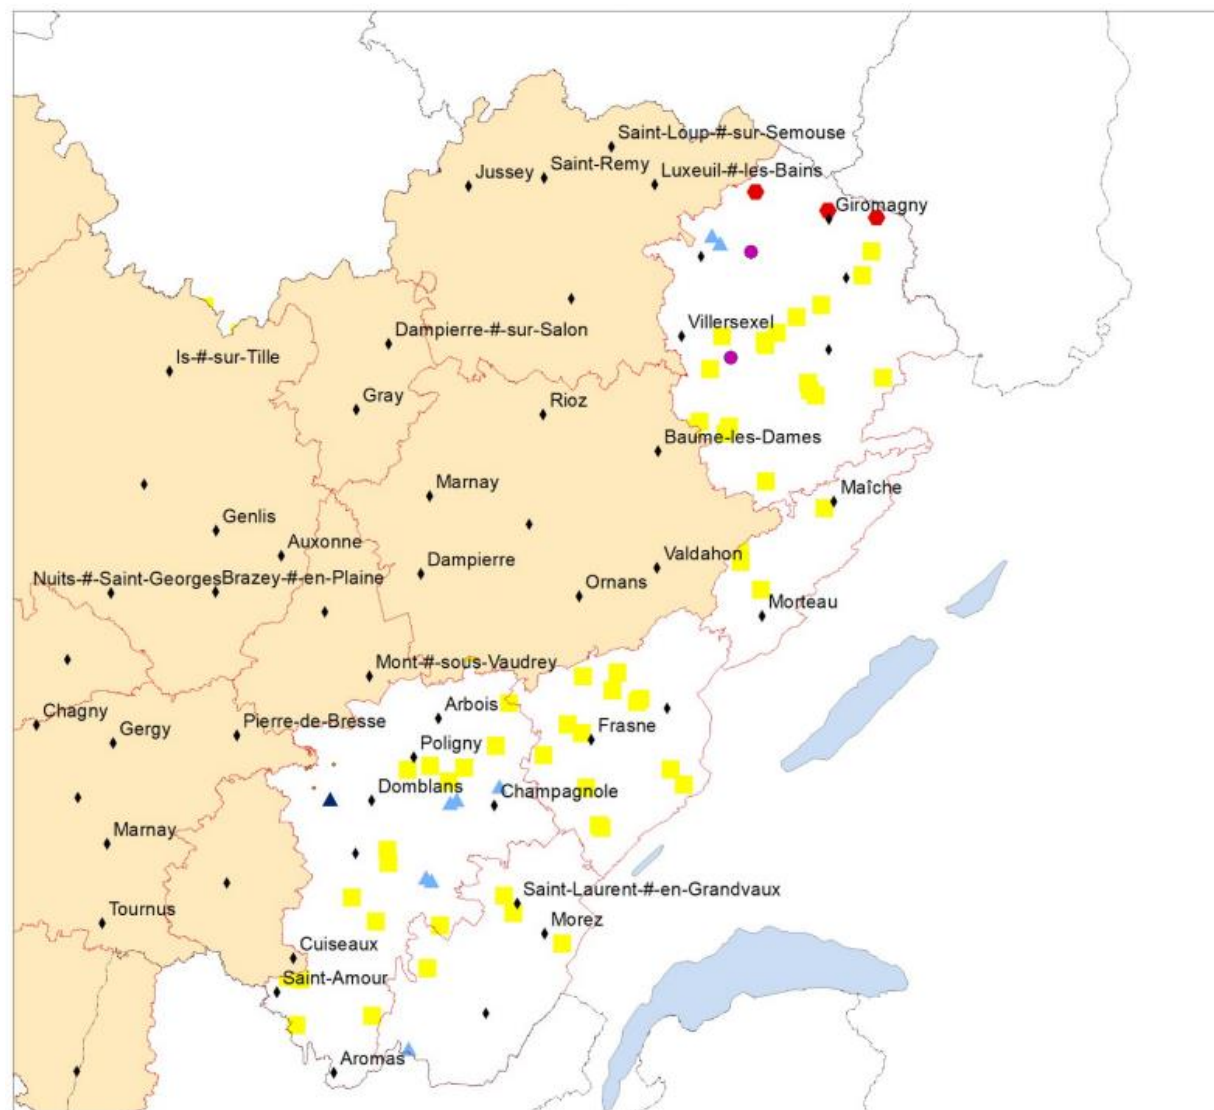 Saint-Loup-#-sur-Semouse
Saint-Remy
Jussey
Luxeuil-#-les-Bains
Giromagny
Villersexel
Dampierre-#-sur-Salon
Is-#-sur-Tille
Gray
Rioz
Baume-les-Dames
Marnay
Maîche
Genlis
Auxonne
Valdahon
Dampierre
Nuits-#-Saint-Georges
Brazey-#-en-Plaine
Ornans
Morteau
Mont-#-sous-Vaudrey
Arbois
Chagny
Gergy
Pierre-de-Bresse
Frasne
Poligny
Domblans
Champagnole
Marnay
Saint-Laurent-#-en-Grandvaux
Tournus
Morez
Cuiseaux
Saint-Amour
Aromas